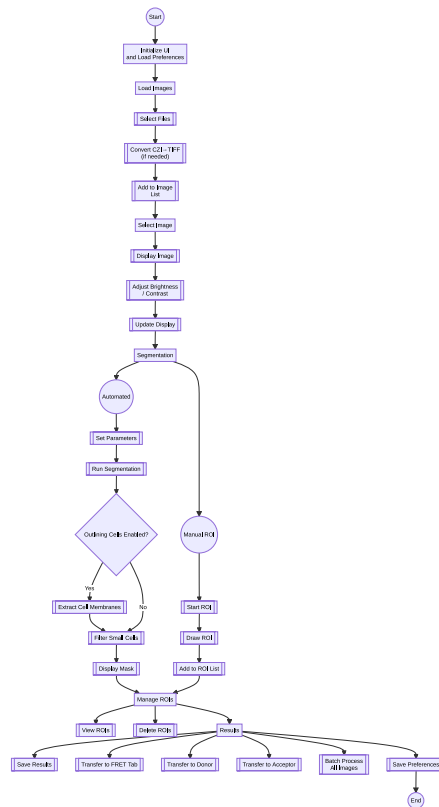 Start
Initialize UI
and Load Preferences
Load Images
Select Files
Convert CZI→TIFF
(if needed)
Add to Image
List
Select Image
Display Image
Adjust Brightness
/ Contrast
Update Display
Segmentation
Automated
Set Parameters
Run Segmentation
Outlining Cells Enabled?
Manual ROI
Yes
No
Extract Cell Membranes
Start ROI
Filter Small Cells
Draw ROI
Display Mask
Add to ROI List
Manage ROIs
View ROIs
Delete ROIs
Results
Save Results
Transfer to FRET Tab
Transfer to Donor
Transfer to Acceptor
Batch Process
All Images
Save Preferences
End